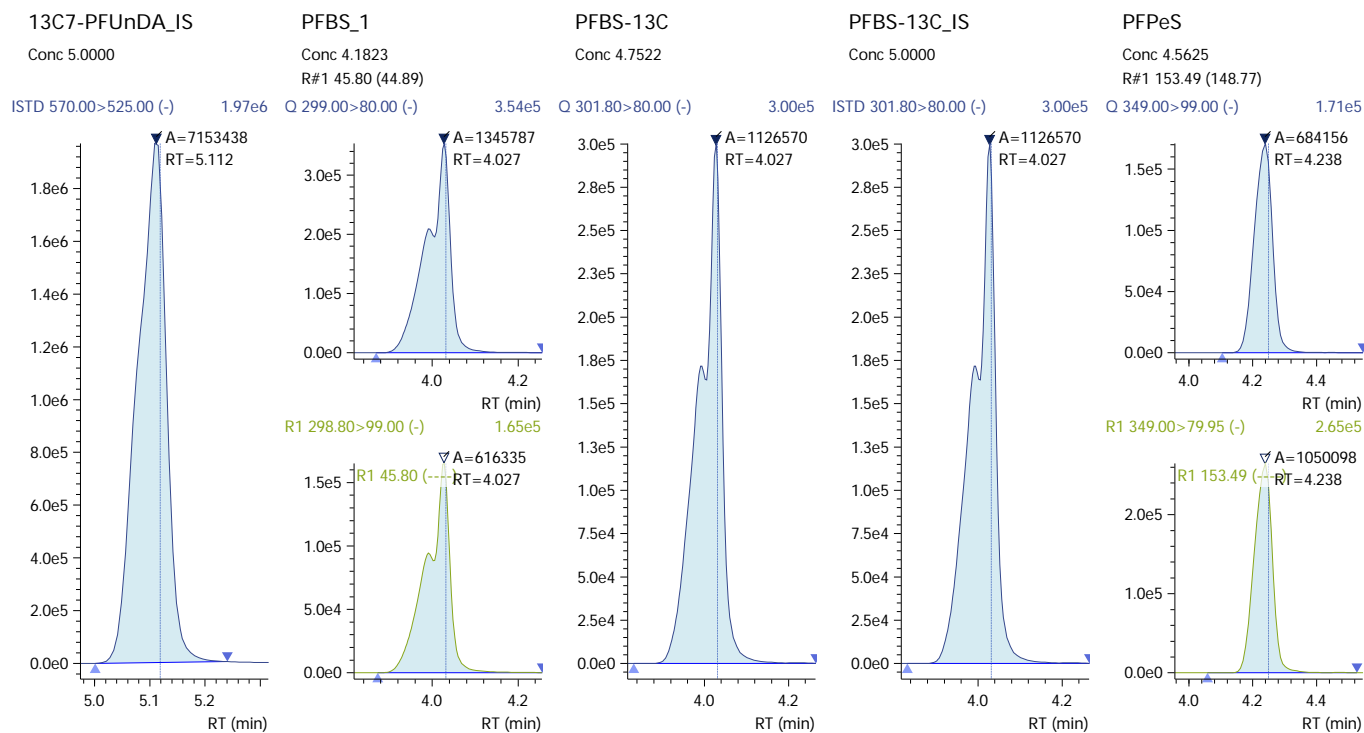 13C7-PFUnDA_IS
Conc 5.0000
ISTD 570.00>525.00 (-) 1.97e6
A=7153438
RT=5.112
1.8e6
1.6e6
1.4e6
1.2e6
1.0e6
8.0e5
6.0e5
4.0e5
2.0e5
0.0e0
5.0 5.1 5.2
RT (min)
PFBS_1
Conc 4.1823
R#1 45.80 (44.89)
Q 299.00>80.00 (-) 3.54e5
A=1345787
RT=4.027
3.0e5
2.0e5
1.0e5
0.0e0
4.0 4.2
RT (min)
R1 298.80>99.00 (-) 1.65e5
A=616335
R1 45.80 (----) RT=4.027
1.5e5
1.0e5
5.0e4
0.0e0
4.0 4.2
RT (min)
PFBS-13C
Conc 4.7522
Q 301.80>80.00 (-) 3.00e5
A=1126570
RT=4.027
3.0e5
2.8e5
2.5e5
2.3e5
2.0e5
1.8e5
1.5e5
1.3e5
1.0e5
7.5e4
5.0e4
2.5e4
0.0e0
4.0 4.2
RT (min)
PFBS-13C_IS
Conc 5.0000
ISTD 301.80>80.00 (-) 3.00e5
A=1126570
RT=4.027
3.0e5
2.8e5
2.5e5
2.3e5
2.0e5
1.8e5
1.5e5
1.3e5
1.0e5
7.5e4
5.0e4
2.5e4
0.0e0
4.0 4.2
RT (min)
PFPeS
Conc 4.5625
R#1 153.49 (148.77)
Q 349.00>99.00 (-) 1.71e5
A=684156
RT=4.238
1.5e5
1.0e5
5.0e4
0.0e0
4.0 4.2 4.4
RT (min)
R1 349.00>79.95 (-) 2.65e5
A=1050098
R1 153.49 (----) RT=4.238
2.0e5
1.0e5
0.0e0
4.0 4.2 4.4
RT (min)